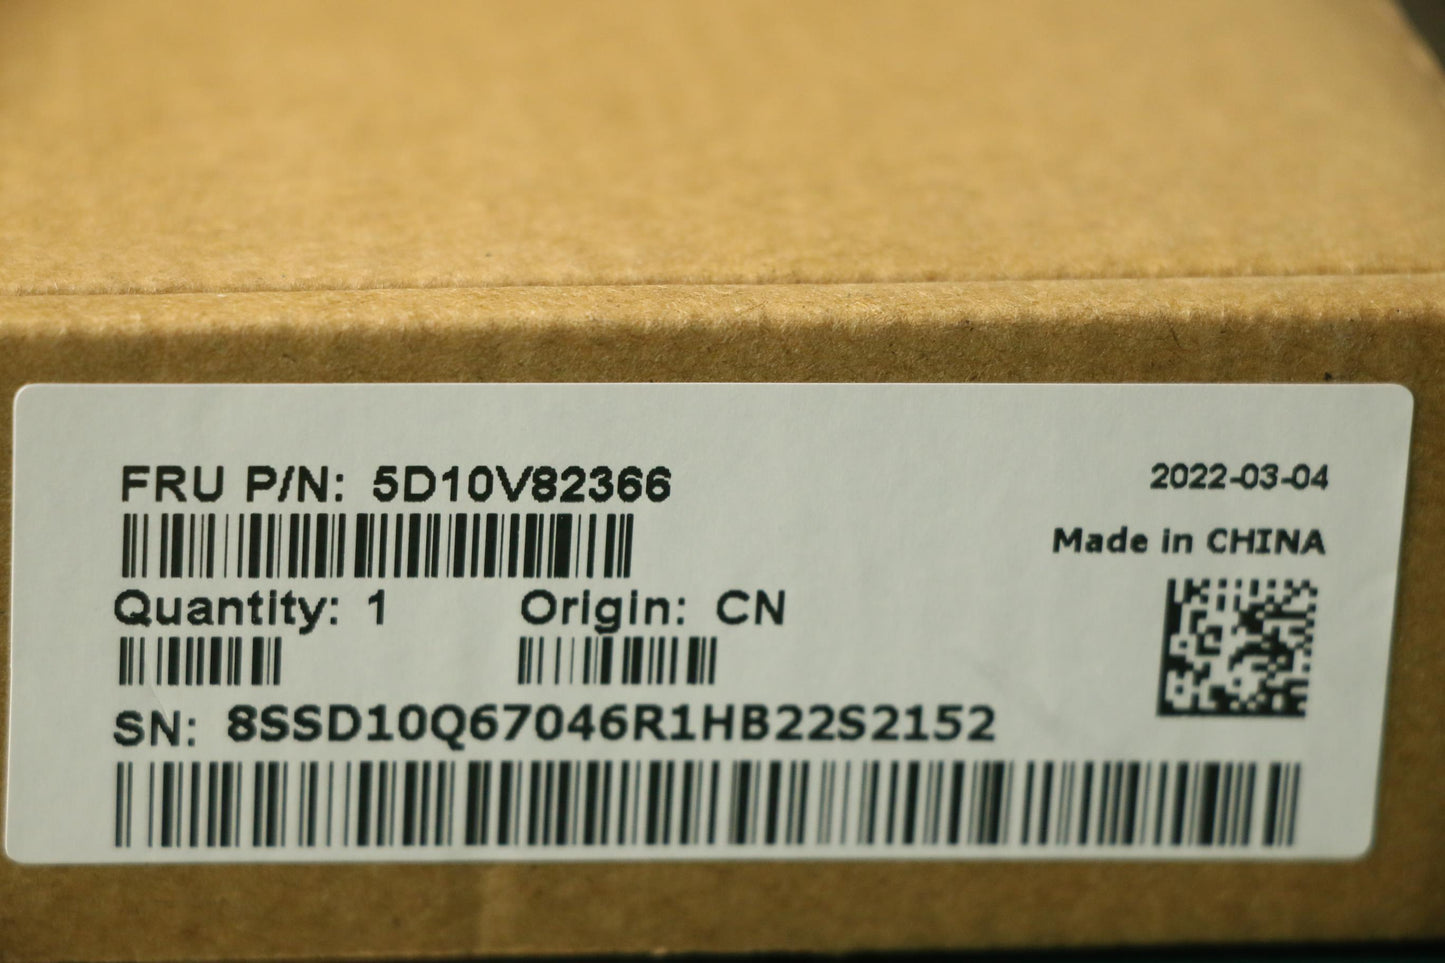 FRU P/N: 5D10V82366
2022-03-04
Made in CHINA
Quantity: 1 Origin: CN
SN: 8SSD10Q67046R1HB22S2152